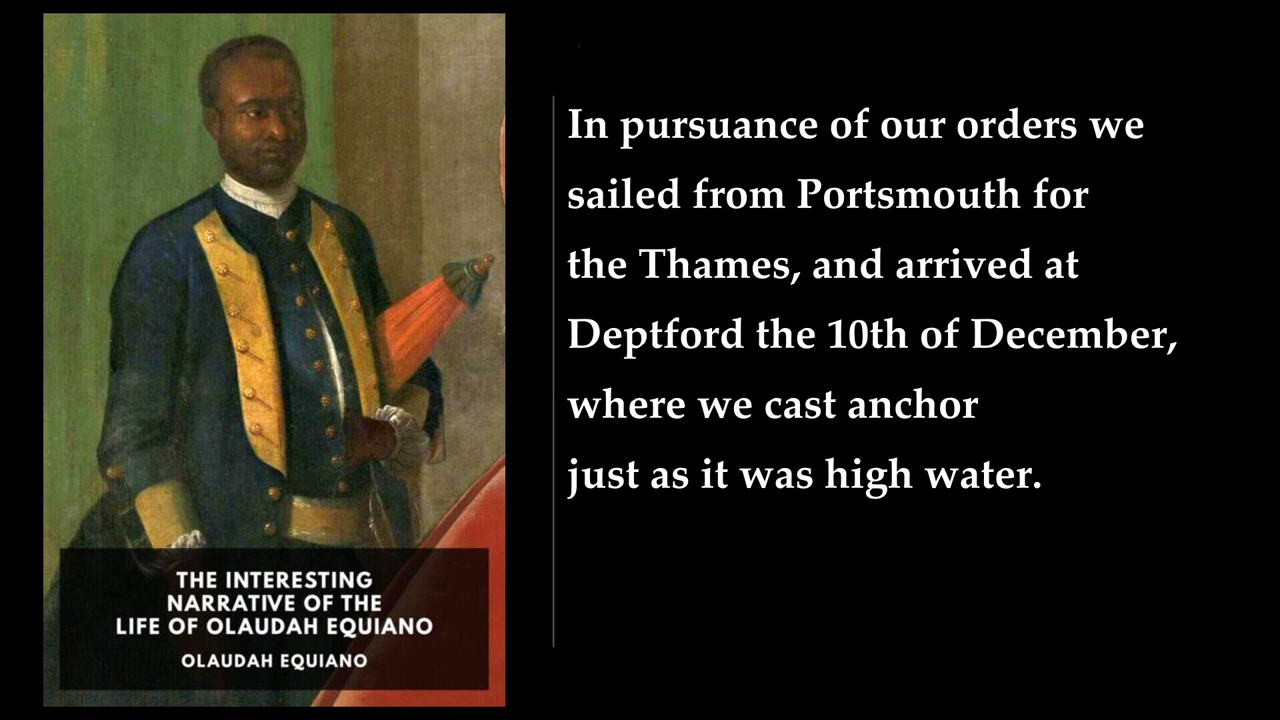 In pursuance of our orders we
sailed from Portsmouth for
the Thames, and arrived at
Deptford the 10th of December,
where we cast anchor
just as it was high water.
THE INTERESTING
NARRATIVE OF THE
LIFE OF OLAUDAH EQUIANO
OLAUDAH EQUIANO